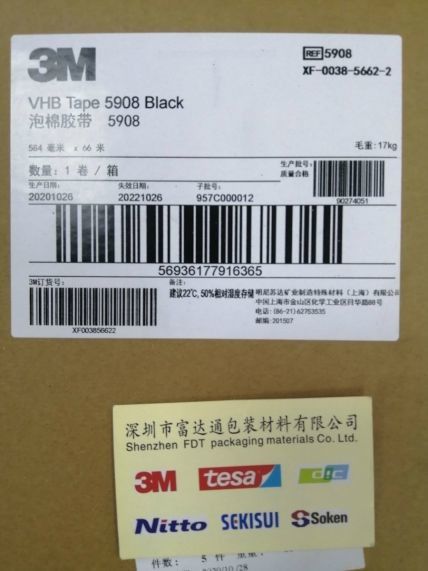 3M
REF 5908
XF-0038-5662-2
VHB Tape 5908 Black
泡棉胶带 5908
564 毫米 x 66 米
毛重:17kg
数量: 1 卷 / 箱
生产批号:
质量合格
90274051
生产日期: 失效日期: 子批号:
20201026 20221026 957C000012
56936177916365
3M订货号:
XF003856622
备注:
建议22℃, 50%相对湿度存储
明尼苏达矿业制造特殊材料（上海）有限公
中国上海市金山区化学工业区目华路88号
电话: (86-21)62753535
邮编: 201507
深圳市富达通包装材料有限公司
Shenzhen FDT packaging materials Co. Ltd.
3M tesa dic
Nitto SEKISUI Soken
件数: 5 件